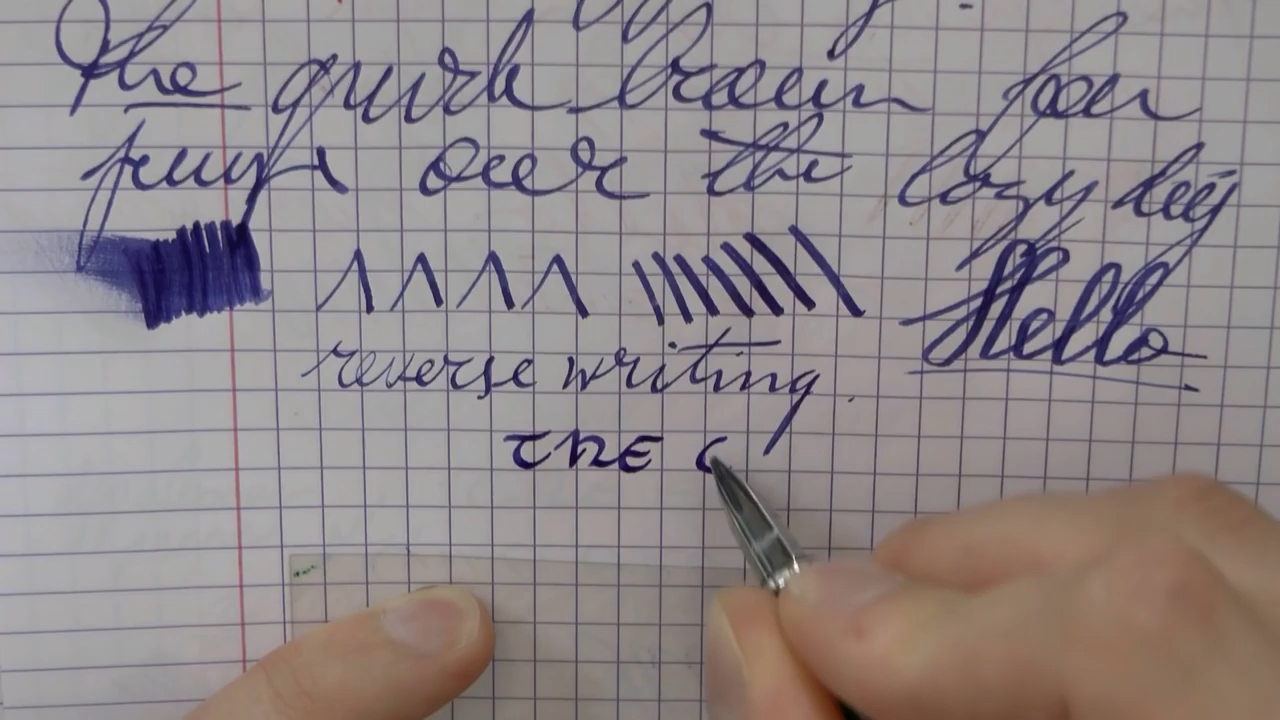 the quick brown fox
jumps over the lazy dog
Hello
reverse writing
THE